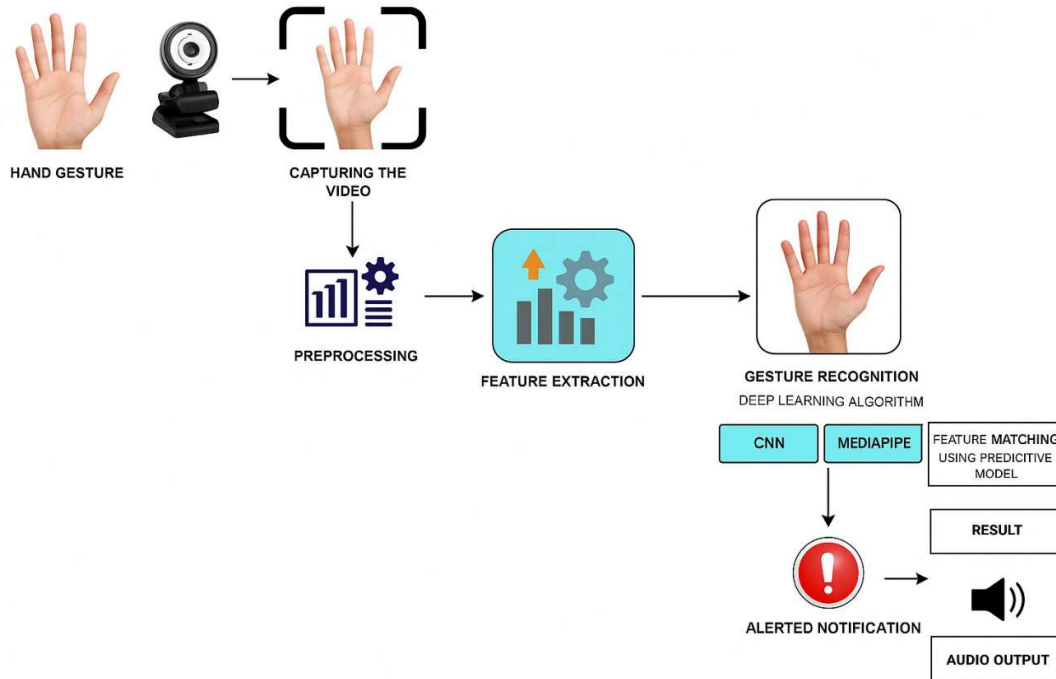 HAND GESTURE
CAPTURING THE
VIDEO
PREPROCESSING
FEATURE EXTRACTION
GESTURE RECOGNITION
DEEP LEARNING ALGORITHM
CNN
MEDIAPIPE
FEATURE MATCHING
USING PREDICITIVE
MODEL
RESULT
ALERTED NOTIFICATION
AUDIO OUTPUT